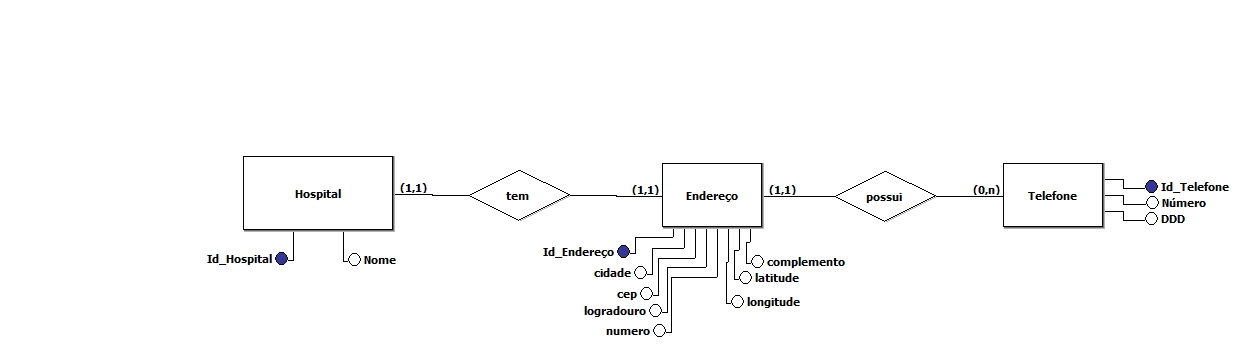 Hospital
(1,1)
tem
(1,1)
Endereço
(1,1)
possui
(0,n)
Telefone
Id_Telefone
Número
DDD
Id_Hospital
Nome
Id_Endereço
cidade
cep
logradouro
numero
complemento
latitude
longitude